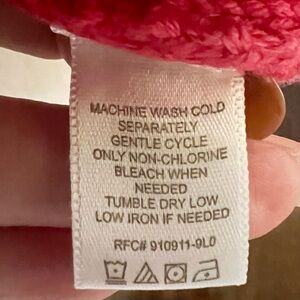 MACHINE WASH COLD
SEPARATELY
GENTLE CYCLE
ONLY NON-CHLORINE
BLEACH WHEN
NEEDED
TUMBLE DRY LOW
LOW IRON IF NEEDED
RFC# 910911-9L0